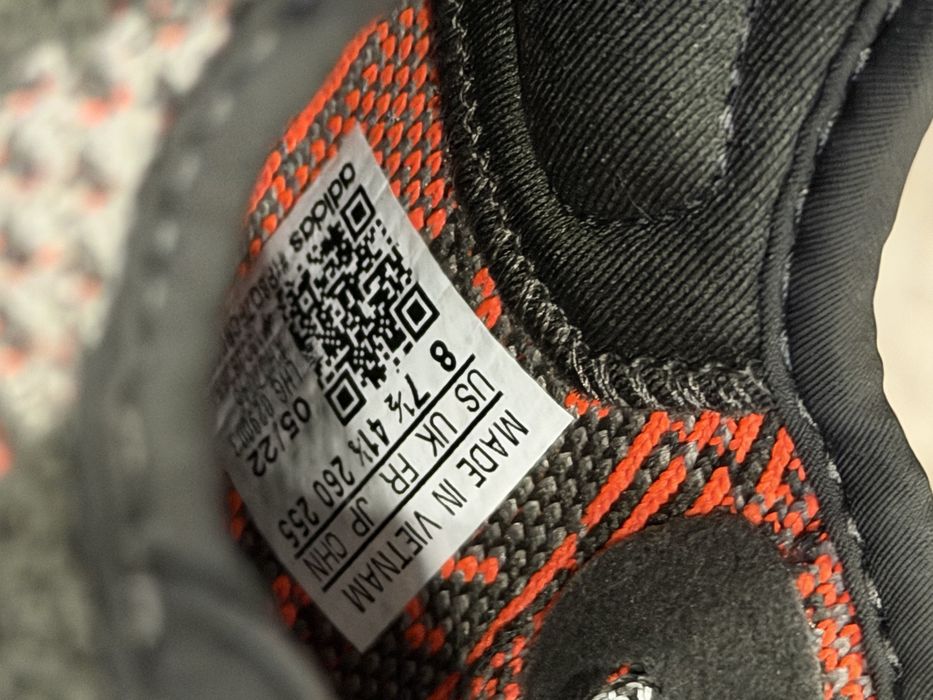 adidas
MADE IN VIETNAM
US UK FR JP CHN
8 7½ 41⅓ 260 255
05/22